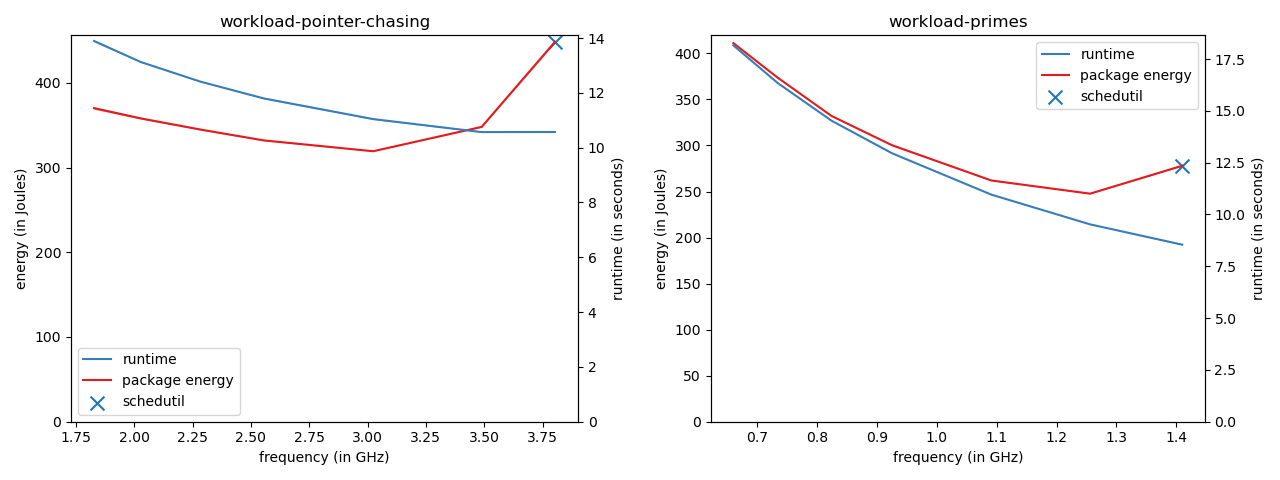 workload-pointer-chasing
energy (in Joules)
400
300
200
100
0
14
12
10
8
6
4
2
0
runtime (in seconds)
runtime
package energy
schedutil
1.75 2.00 2.25 2.50 2.75 3.00 3.25 3.50 3.75
frequency (in GHz)
workload-primes
energy (in Joules)
400
350
300
250
200
150
100
50
0
runtime
package energy
schedutil
17.5
15.0
12.5
10.0
7.5
5.0
2.5
0.0
runtime (in seconds)
0.7 0.8 0.9 1.0 1.1 1.2 1.3 1.4
frequency (in GHz)